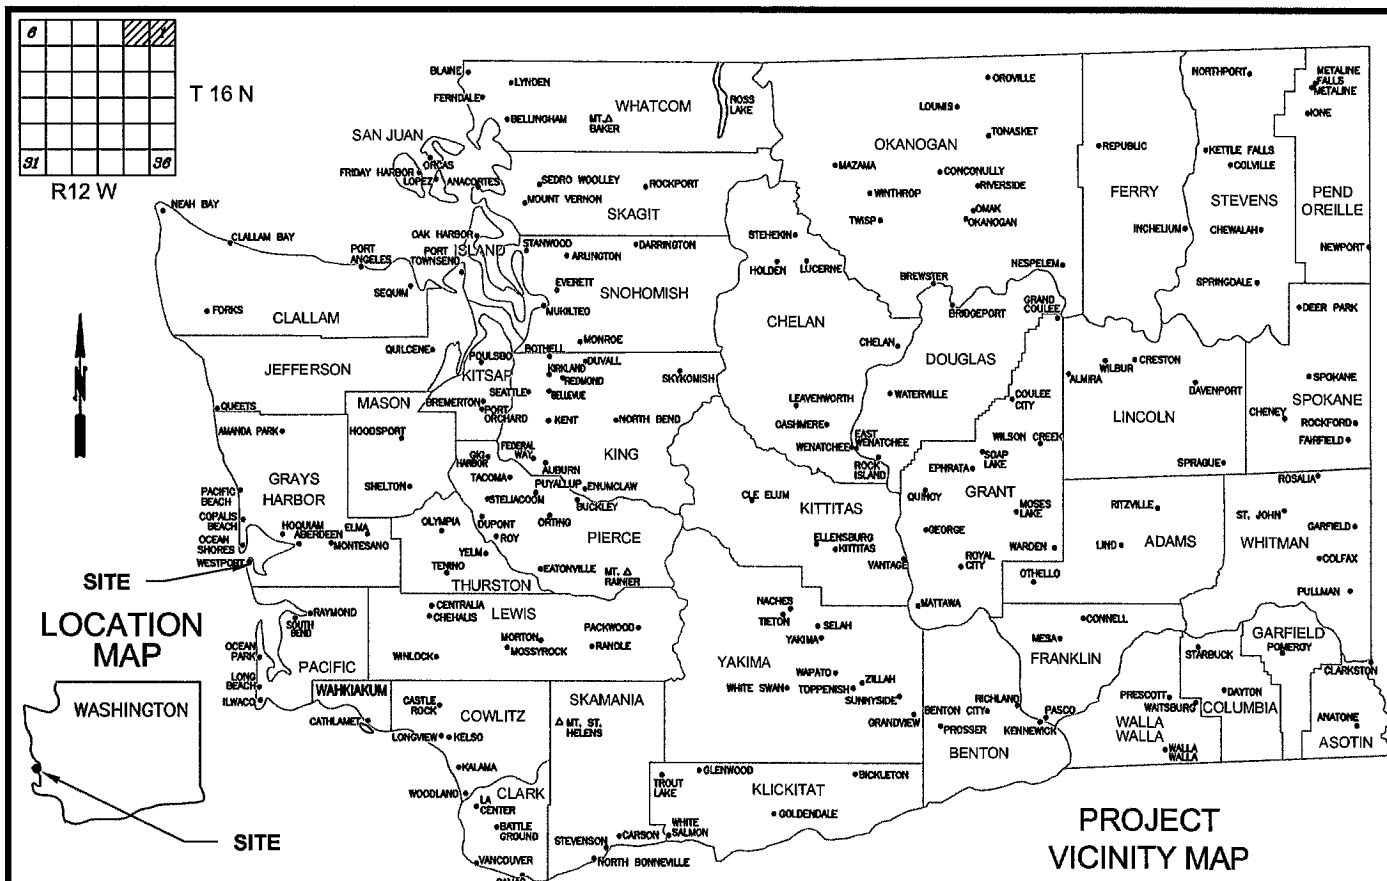 6
1
T 16 N
31
36
R12 W
BLAINE
LYNDEN
FERNDALE
WHATCOM
ROSS
LAKE
BELLINGHAM
MT.
BAKER
SAN JUAN
ORCAS
FRIDAY HARBOR
LOPEZ
ANACORTES
SEDRO WOOLLEY
ROCKPORT
MOUNT VERNON
SKAGIT
OROVILLE
LOUMIS
TONASKET
OKANOGAN
MAZAMA
CONCONULLY
RIVERSIDE
WINTHROP
OMAK
OKANOGAN
TWISP
REPUBLIC
FERRY
INCHELIUM
NORTHPORT
KETTLE FALLS
COLVILLE
STEVENS
CHEWALAH
SPRINGDALE
METALINE
FALLS
METALINE
IONE
PEND
OREILLE
NEWPORT
NEAH BAY
CLALLAM BAY
PORT
ANGELES
PORT
TOWNSEND
OAK HARBOR
ISLAND
SEQUIM
FORKS
CLALLAM
STANWOOD
DARRINGTON
ARLINGTON
EVERETT
SNOHOMISH
MUKILTEO
MONROE
STEHEKIN
HOLDEN
LUCERNE
CHELAN
CHELAN
NESPELEM
BREWSTER
BRIDGEPORT
GRAND
COULEE
DEER PARK
N
JEFFERSON
QUILCENE
POULSBO
KITSAP
BOTHELL
KIRKLAND
DUVALL
REDMOND
SEATTLE
BELLEVUE
SKYKOMISH
DOUGLAS
WATERVILLE
LEAVENWORTH
CASHMERE
WENATCHEE
EAST
WENATCHEE
ROCK
ISLAND
ALMIRA
WILBUR
CRESTON
DAVENPORT
LINCOLN
SPRAGUE
SPOKANE
SPOKANE
CHENEY
ROCKFORD
FAIRFIELD
COULEE
CITY
WILSON CREEK
SOAP
LAKE
EPHRATA
QUINCY
GRANT
MOSES
LAKE
GEORGE
ROYAL
CITY
WARDEN
OTHELLO
MATTAWA
QUEETS
AMANDA PARK
MASON
HOODSPORT
BREMERTON
PORT
ORCHARD
KENT
NORTH BEND
FEDERAL
WAY
KING
GIG
HARBOR
AUBURN
TACOMA
PUYALLUP
ENUMCLAW
STELIACOOM
BUCKLEY
DUPONT
ORTING
ROY
PIERCE
GRAYS
HARBOR
SHELTON
PACIFIC
BEACH
COPALIS
BEACH
HOQUIAM
ABERDEEN
ELMA
MONTESANO
OCEAN
SHORES
WESTPORT
SITE
OLYMPIA
YELM
TENINO
THURSTON
EATONVILLE
MT.
RAINIER
CLE ELUM
KITTITAS
ELLENSBURG
KITTITAS
VANTAGE
RITZVILLE
LIND
ADAMS
ROSALIA
ST. JOHN
GARFIELD
WHITMAN
COLFAX
PULLMAN
LOCATION
MAP
RAYMOND
SOUTH
BEND
OCEAN
PARK
PACIFIC
LONG
BEACH
ILWACO
CENTRALIA
CHEHALIS
LEWIS
MORTON
PACKWOOD
MOSSYROCK
RANDLE
WINLOCK
WAHKIAKUM
CATHLAMET
CASTLE
ROCK
COWLITZ
LONGVIEW
KELSO
KALAMA
SKAMANIA
MT. ST.
HELENS
NACHES
TIETON
SELAH
YAKIMA
YAKIMA
WAPATO
ZILLAH
WHITE SWAN
TOPPENISH
SUNNYSIDE
GRANDVIEW
CONNELL
MESA
FRANKLIN
RICHLAND
BENTON CITY
PASCO
PROSSER
KENNEWICK
BENTON
GARFIELD
POMEROY
STARBUCK
CLARKSTON
PRESCOTT
WAITSBURG
DAYTON
COLUMBIA
WALLA
WALLA
WALLA
WALLA
ANATONE
ASOTIN
WASHINGTON
SITE
WOODLAND
CLARK
LA
CENTER
BATTLE
GROUND
VANCOUVER
TROUT
LAKE
GLENWOOD
BICKLETON
KLICKITAT
GOLDENDALE
WHITE
SALMON
STEVENSON
CARSON
NORTH BONNEVILLE
PROJECT
VICINITY MAP